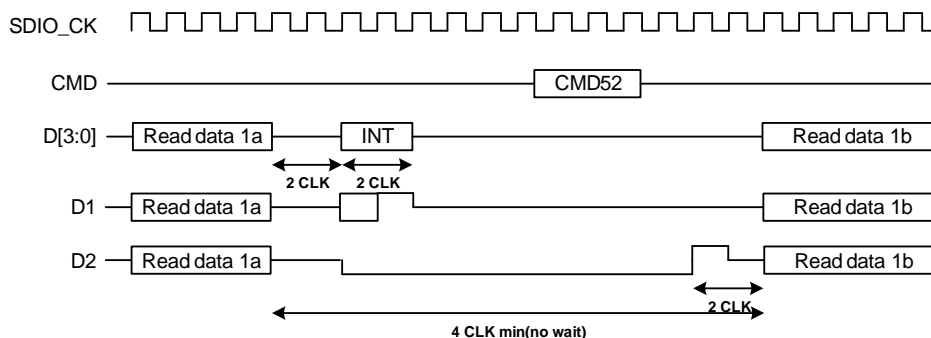 SDIO_CK
CMD CMD52
D[3:0] Read data 1a INT Read data 1b
2 CLK 2 CLK
D1 Read data 1a Read data 1b
D2 Read data 1a Read data 1b
2 CLK
4 CLK min(no wait)